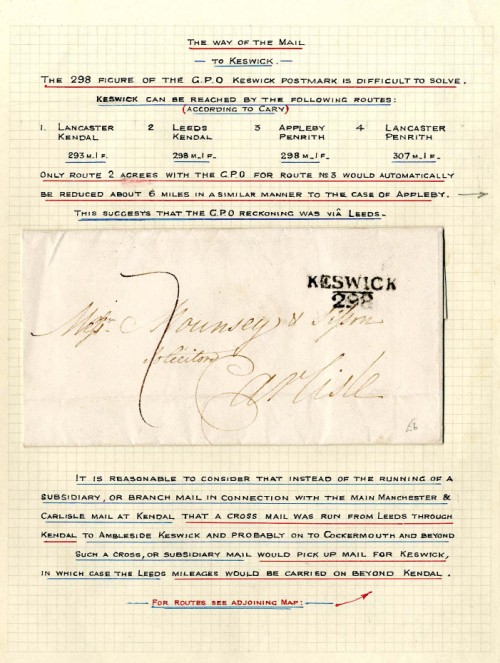 THE WAY OF THE MAIL
— TO KESWICK. —
THE 298 FIGURE OF THE G.P.O KESWICK POSTMARK IS DIFFICULT TO SOLVE.
KESWICK CAN BE REACHED BY THE FOLLOWING ROUTES:
(ACCORDING TO CARY)
1. LANCASTER 2 LEEDS 3 APPLEBY 4 LANCASTER
KENDAL KENDAL PENRITH PENRITH
293 M.1 F. 298 M.1 F. 298 M.1 F. 307 M.1 F.
ONLY ROUTE 2 AGREES WITH THE G.P.O FOR ROUTE No 3 WOULD AUTOMATICALLY
BE REDUCED ABOUT 6 MILES IN A SIMILAR MANNER TO THE CASE OF APPLEBY.
THIS SUGGESTS THAT THE G.P.O RECKONING WAS VIÂ LEEDS.
KESWICK
298
7
Messrs. Mounsey &
Solicitors
Carlisle
IT IS REASONABLE TO CONSIDER THAT INSTEAD OF THE RUNNING OF A
SUBSIDIARY, OR BRANCH MAIL IN CONNECTION WITH THE MAIN MANCHESTER &
CARLISLE MAIL AT KENDAL THAT A CROSS MAIL WAS RUN FROM LEEDS THROUGH
KENDAL TO AMBLESIDE KESWICK AND PROBABLY ON TO COCKERMOUTH AND BEYOND
SUCH A CROSS, OR SUBSIDIARY MAIL WOULD PICK UP MAIL FOR KESWICK,
IN WHICH CASE THE LEEDS MILEAGES WOULD BE CARRIED ON BEYOND KENDAL.
— FOR ROUTES SEE ADJOINING MAP: —